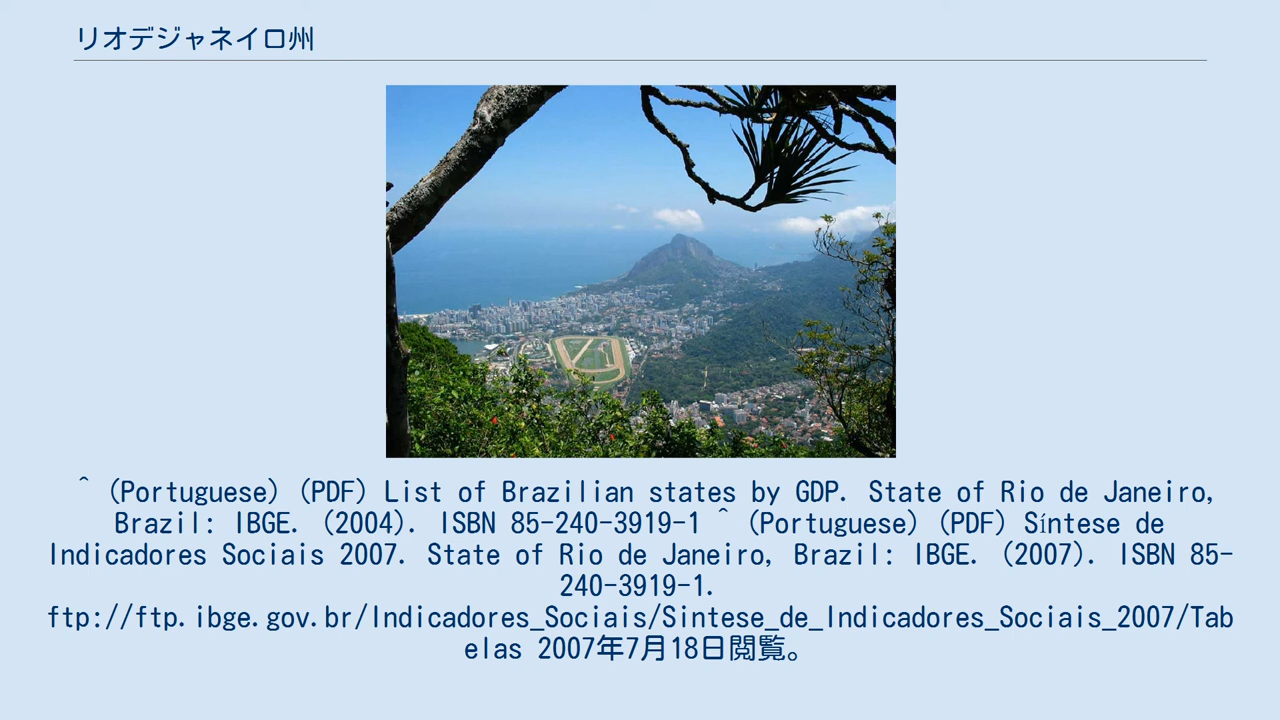 リオデジャネイロ州
^ (Portuguese) (PDF) List of Brazilian states by GDP. State of Rio de Janeiro,
Brazil: IBGE. (2004). ISBN 85-240-3919-1 ^ (Portuguese) (PDF) Síntese de
Indicadores Sociais 2007. State of Rio de Janeiro, Brazil: IBGE. (2007). ISBN 85-
240-3919-1.
ftp://ftp.ibge.gov.br/Indicadores_Sociais/Sintese_de_Indicadores_Sociais_2007/Tab
elas 2007年7月18日閲覧。